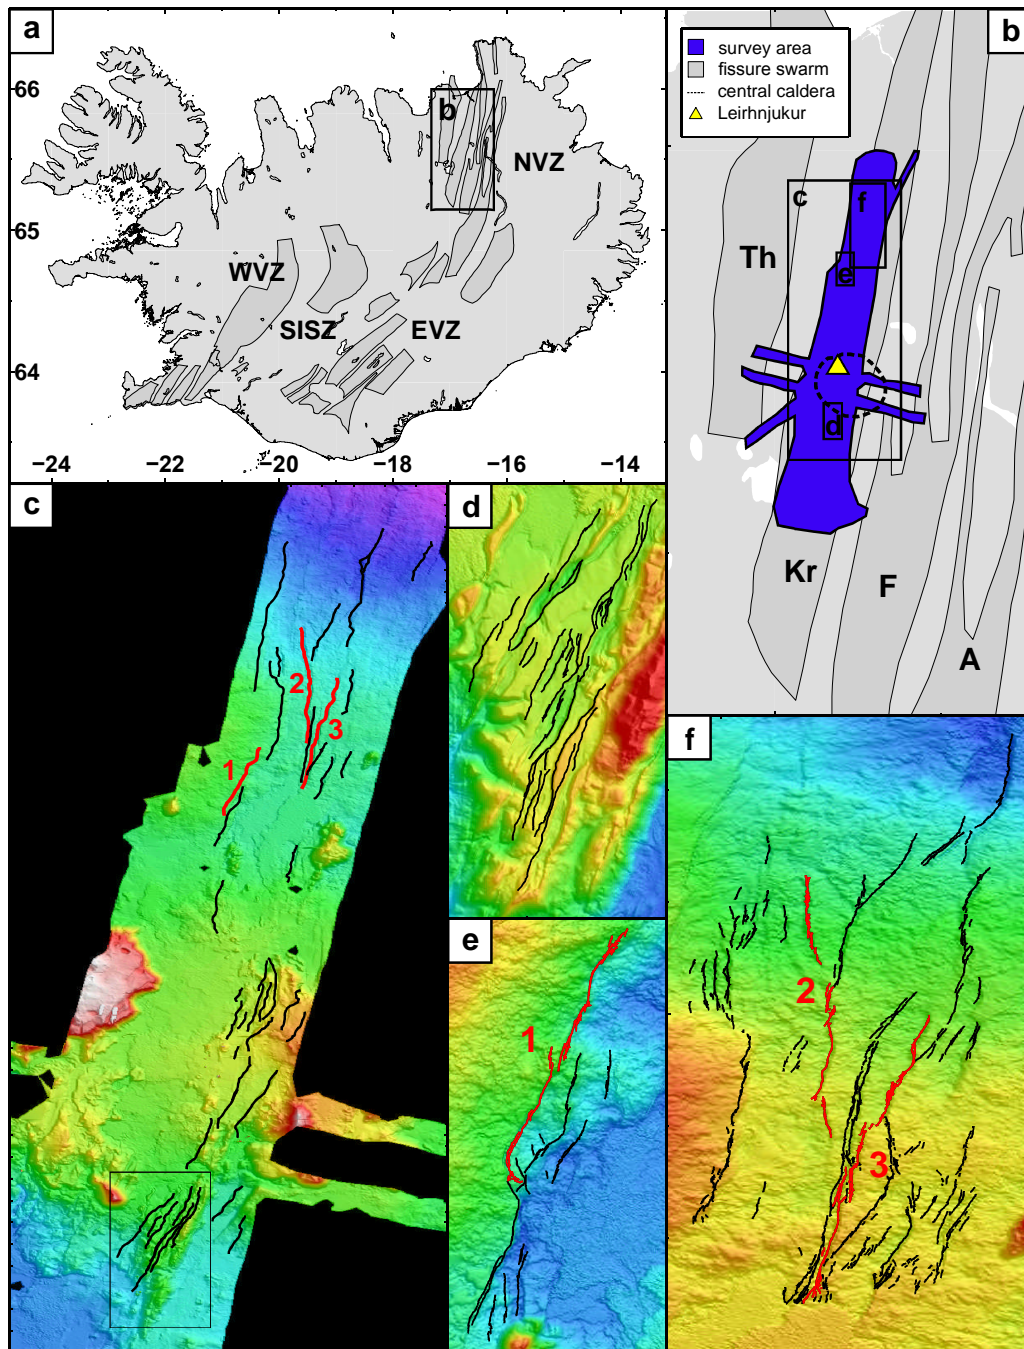 a
66
65
64
−24
−22
−20
−18
−16
−14
b
NVZ
WVZ
SISZ
EVZ
b
survey area
fissure swarm
central caldera
Leirhnjukur
c
f
e
d
Th
Kr
F
A
c
1
2
3
d
e
1
f
2
3